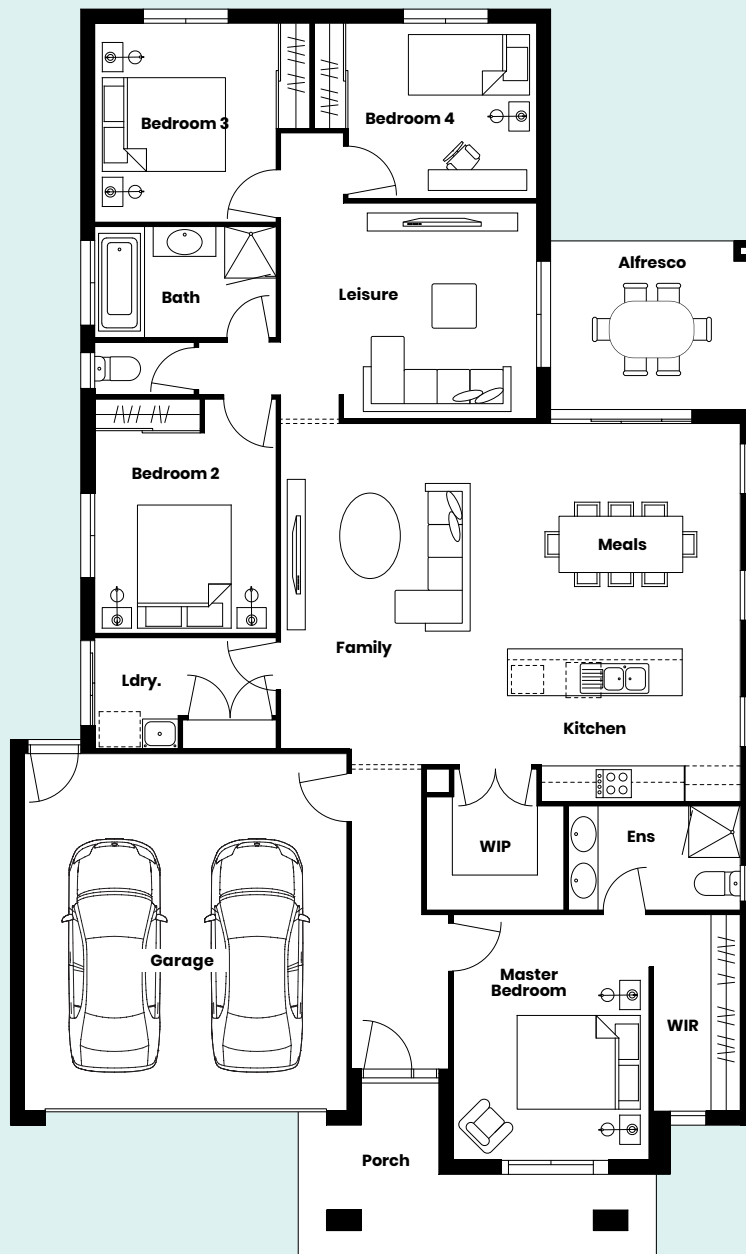 Bedroom 3
Bedroom 4
Alfresco
Bath
Leisure
Bedroom 2
Meals
Family
Ldry.
Kitchen
WIP
Ens
Garage
Master
Bedroom
WIR
Porch